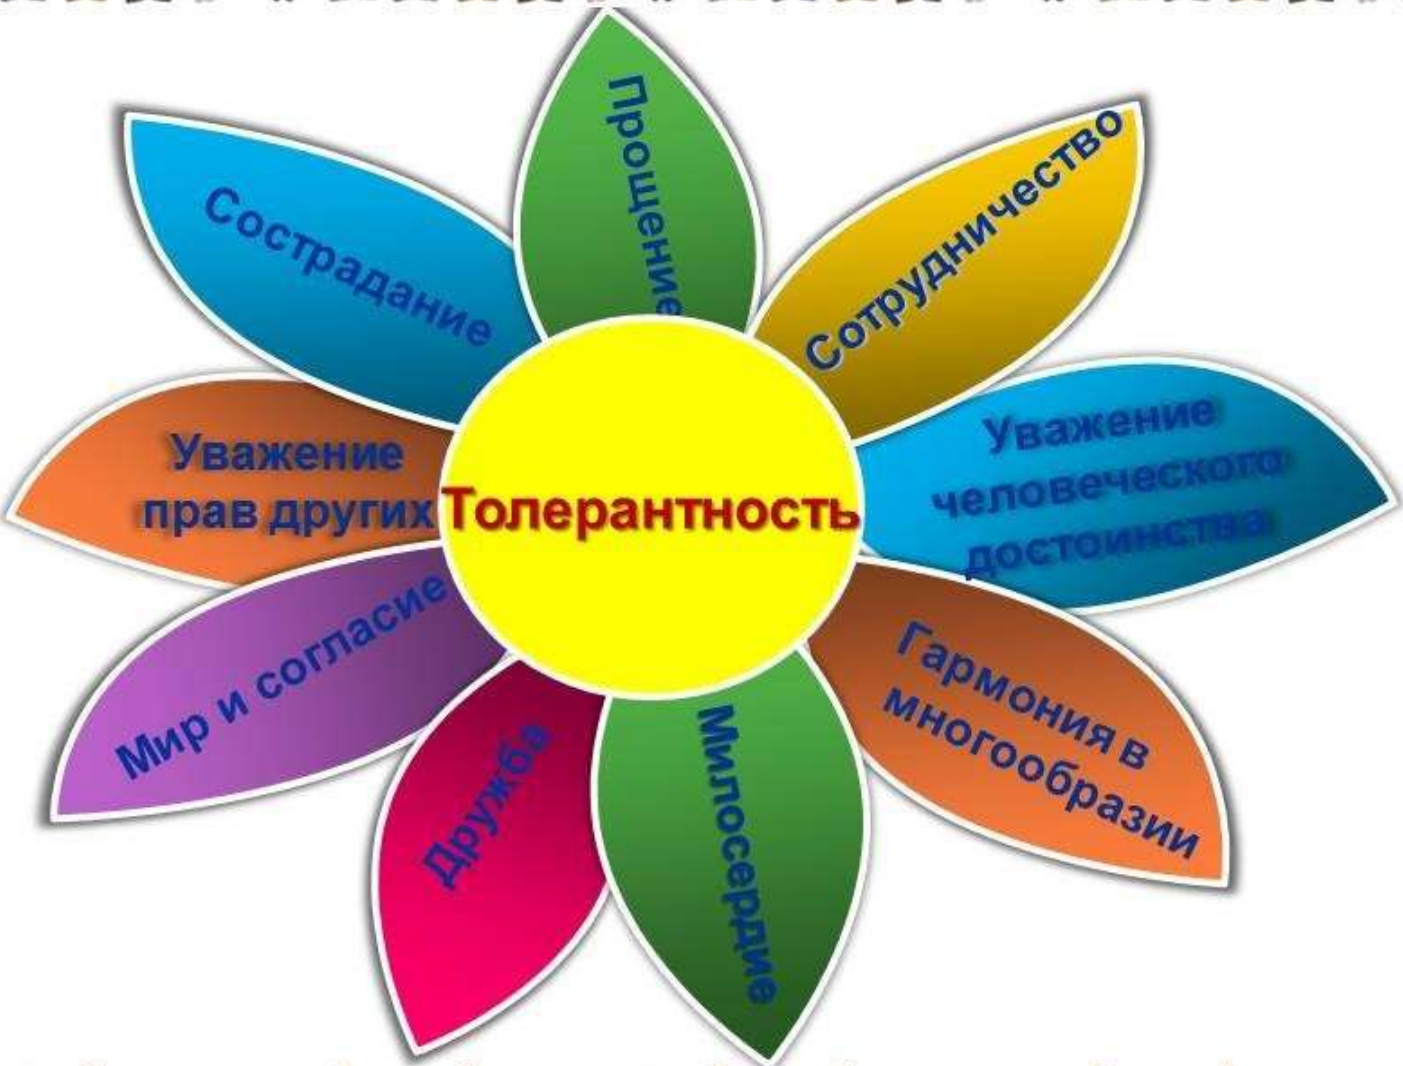 Прощение
Сотрудничество
Сострадание
Уважение
человеческого
достоинства
Уважение
прав других
Толерантность
Гармония в
многообразии
Мир и согласие
Дружба
Милосердие